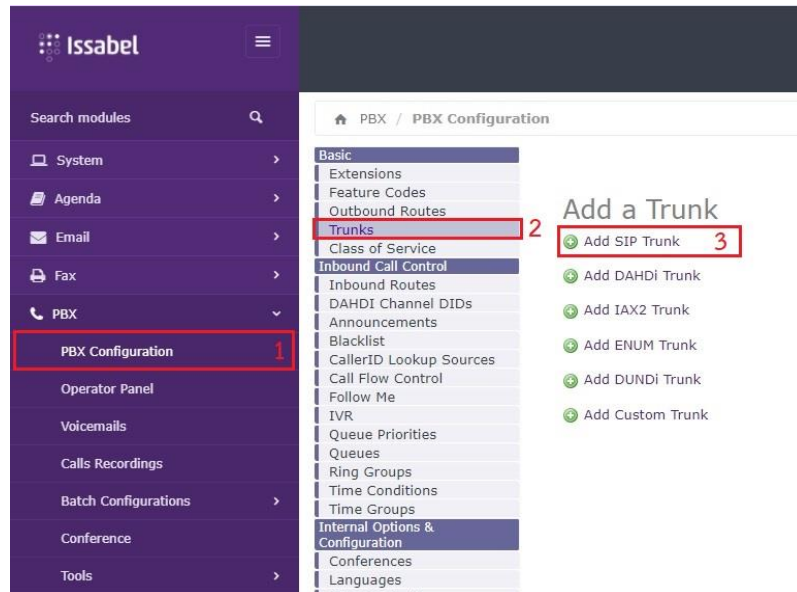 Issabel
Search modules
System
Agenda
Email
Fax
PBX
PBX Configuration 1
Operator Panel
Voicemails
Calls Recordings
Batch Configurations
Conference
Tools
PBX / PBX Configuration
Basic
Extensions
Feature Codes
Outbound Routes
Trunks 2
Class of Service
Inbound Call Control
Inbound Routes
DAHDI Channel DIDs
Announcements
Blacklist
CallerID Lookup Sources
Call Flow Control
Follow Me
IVR
Queue Priorities
Queues
Ring Groups
Time Conditions
Time Groups
Internal Options &
Configuration
Conferences
Languages
Add a Trunk
Add SIP Trunk 3
Add DAHDi Trunk
Add IAX2 Trunk
Add ENUM Trunk
Add DUNDi Trunk
Add Custom Trunk